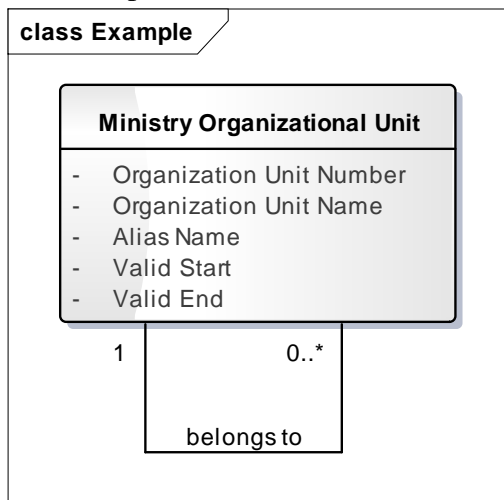 class Example
Ministry Organizational Unit
- Organization Unit Number
- Organization Unit Name
- Alias Name
- Valid Start
- Valid End
1 0..*
belongs to